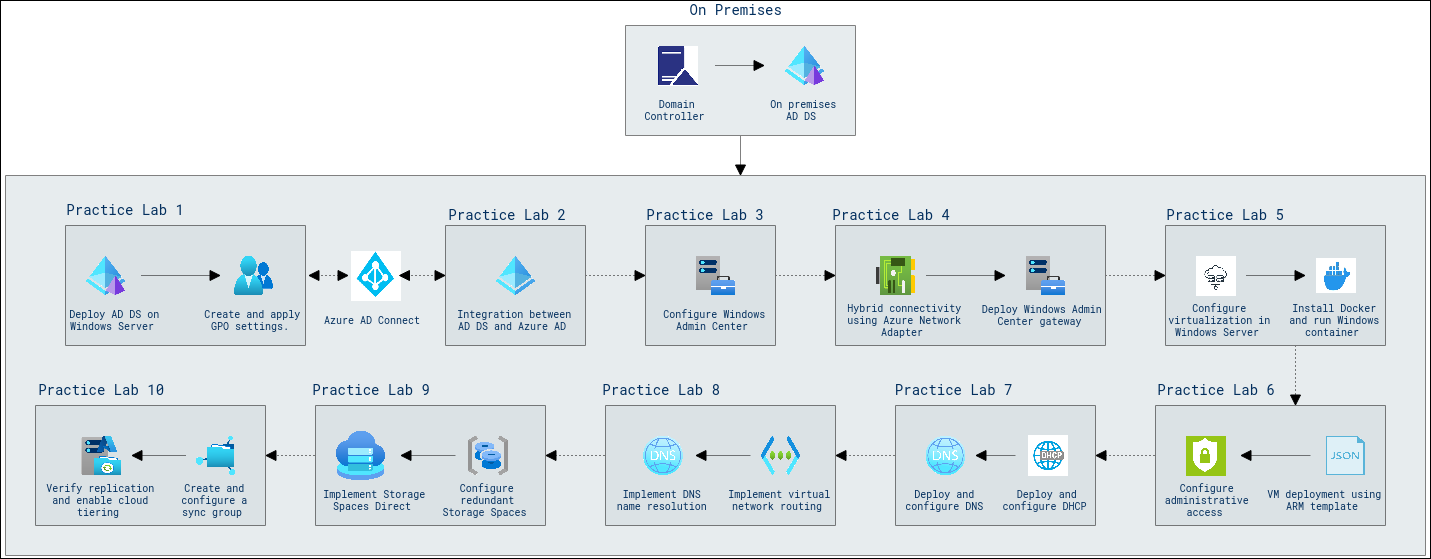 On Premises
Domain
Controller
On premises
AD DS
Practice Lab 1
Deploy AD DS on
Windows Server
Create and apply
GPO settings.
Azure AD Connect
Practice Lab 2
Integration between
AD DS and Azure AD
Practice Lab 3
Configure Windows
Admin Center
Practice Lab 4
Hybrid connectivity
using Azure Network
Adapter
Deploy Windows Admin
Center gateway
Practice Lab 5
Configure
virtualization in
Windows Server
Install Docker
and run Windows
container
Practice Lab 10
Verify replication
and enable cloud
tiering
Create and
configure a
sync group
Practice Lab 9
Implement Storage
Spaces Direct
Configure
redundant
Storage Spaces
Practice Lab 8
DNS
Implement DNS
name resolution
Implement virtual
network routing
Practice Lab 7
DNS
Deploy and
configure DNS
DHCP
Deploy and
configure DHCP
Practice Lab 6
Configure
administrative
access
JSON
VM deployment using
ARM template